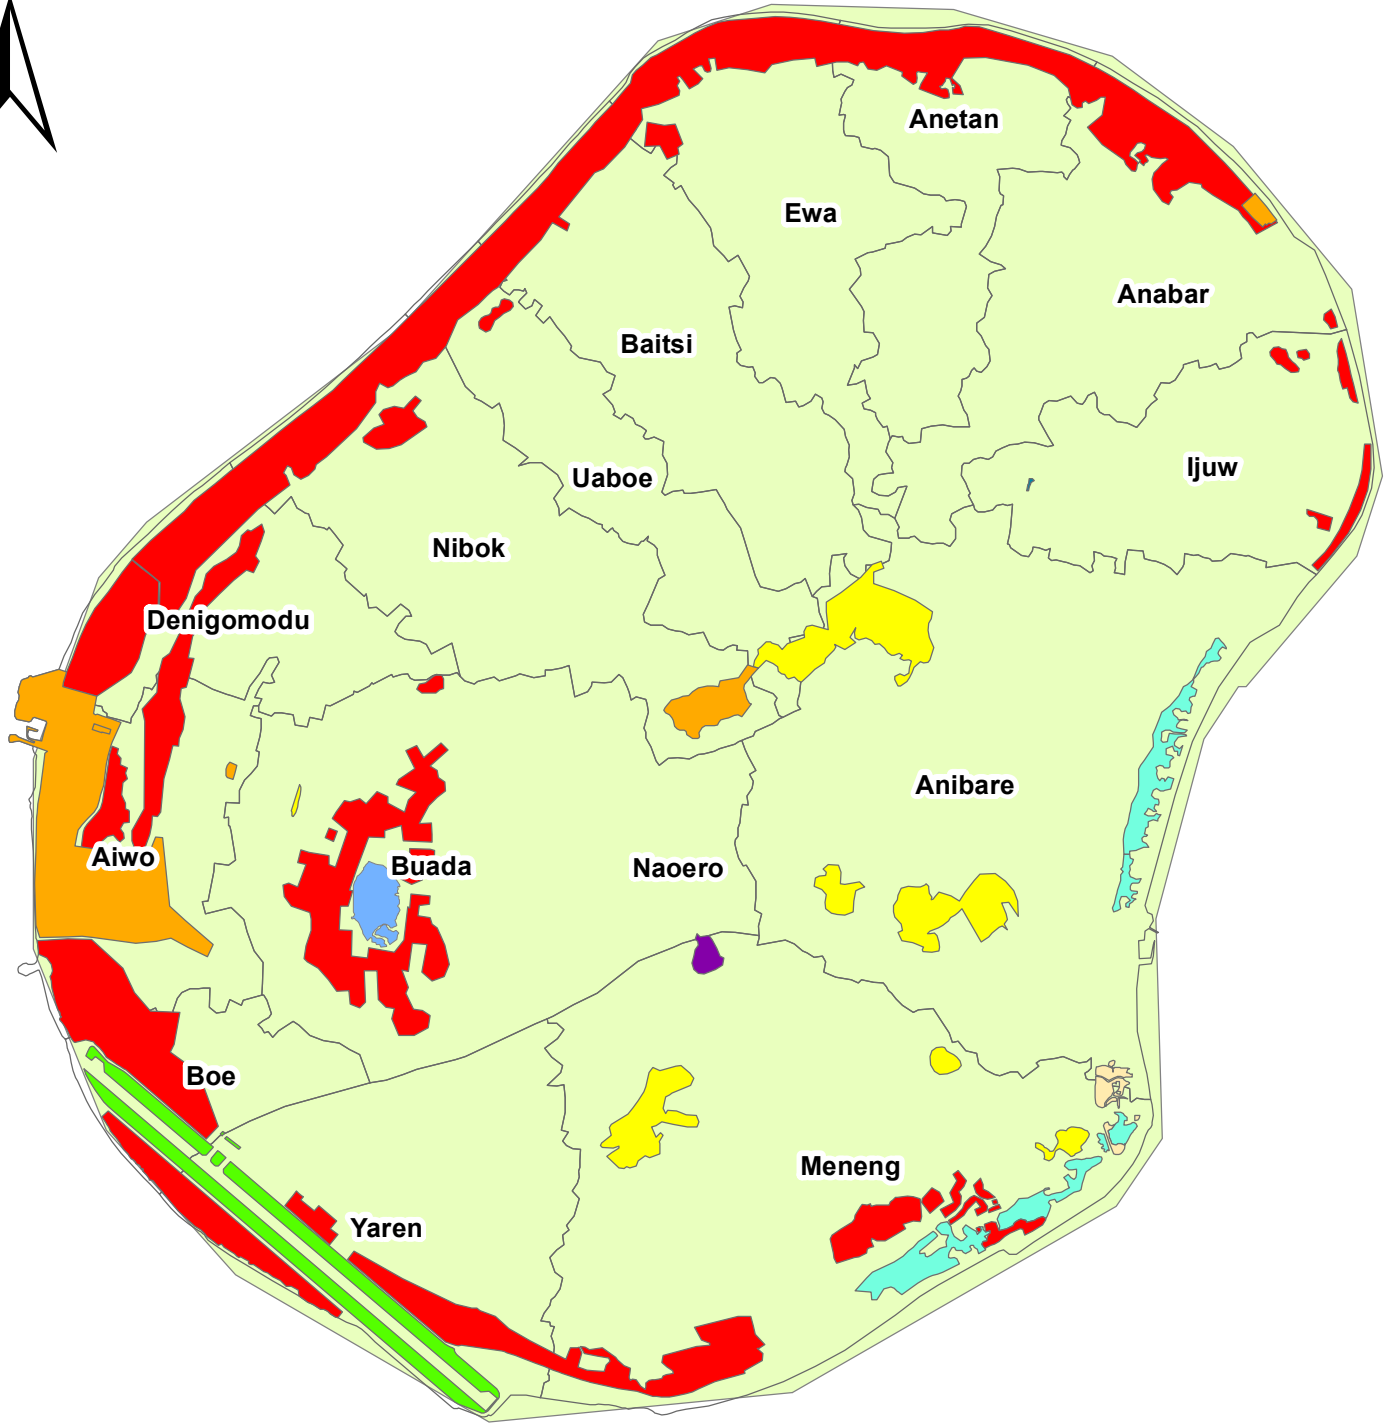 Anetan
Ewa
Anabar
Baitsi
Ijuw
Uaboe
Nibok
Denigomodu
Anibare
Aiwo
Buada
Naoero
Boe
Meneng
Yaren